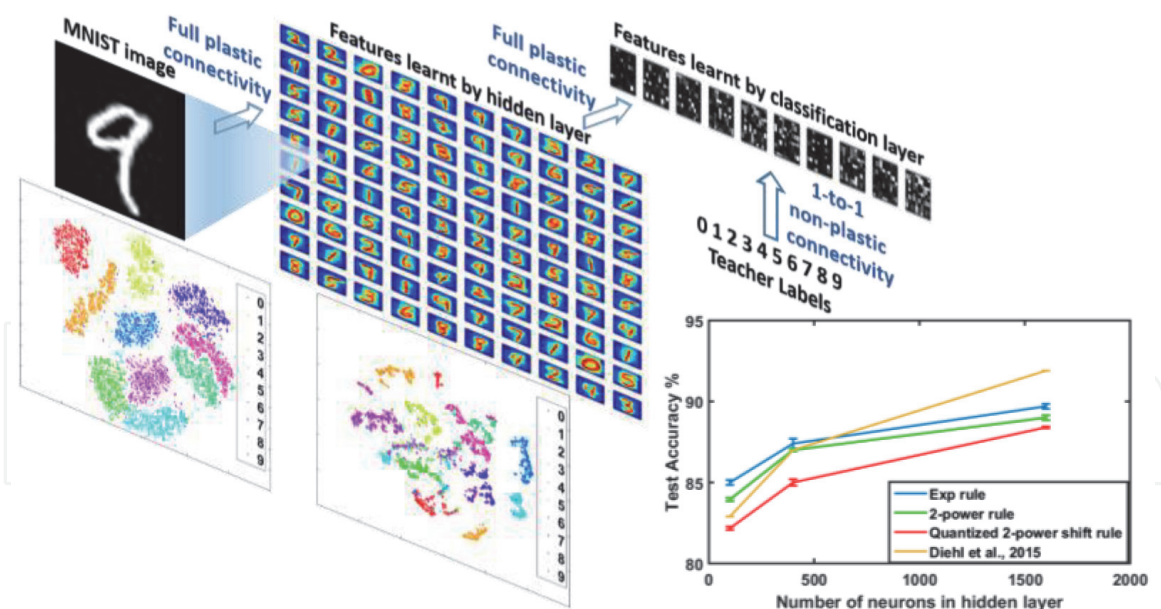 MNIST image
Full plastic
connectivity
Features learnt by hidden layer
Full plastic
connectivity
Features learnt by classification layer
1-to-1
non-plastic
connectivity
0 1 2 3 4 5 6 7 8 9
Teacher Labels
0
1
2
3
4
5
6
7
8
9
0
1
2
3
4
5
6
7
8
9
95
90
85
80
Test Accuracy %
Exp rule
2-power rule
Quantized 2-power shift rule
Diehl et al., 2015
0 500 1000 1500 2000
Number of neurons in hidden layer